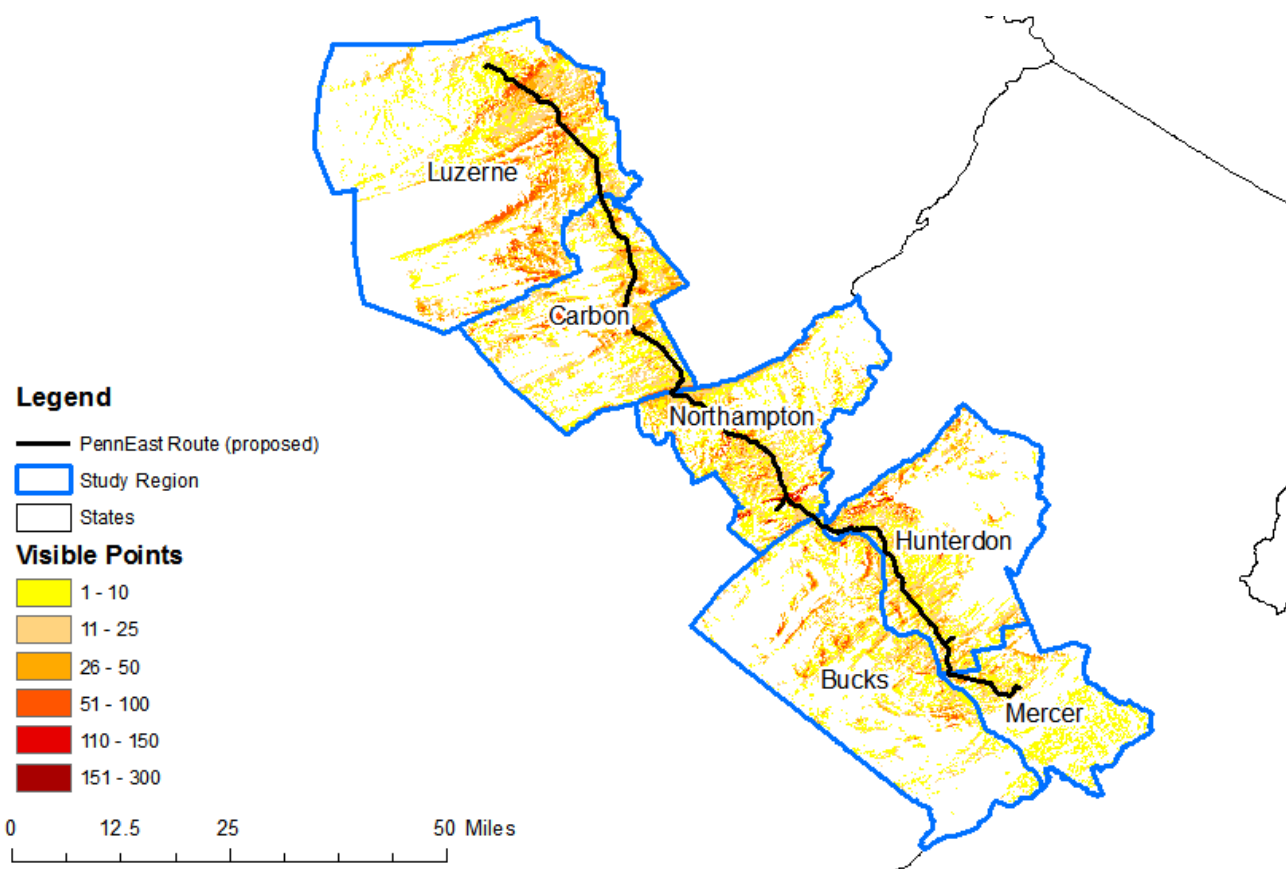 Luzerne
Carbon
Northampton
Hunterdon
Bucks
Mercer
Legend
PennEast Route (proposed)
Study Region
States
Visible Points
1 - 10
11 - 25
26 - 50
51 - 100
110 - 150
151 - 300
0 12.5 25 50 Miles